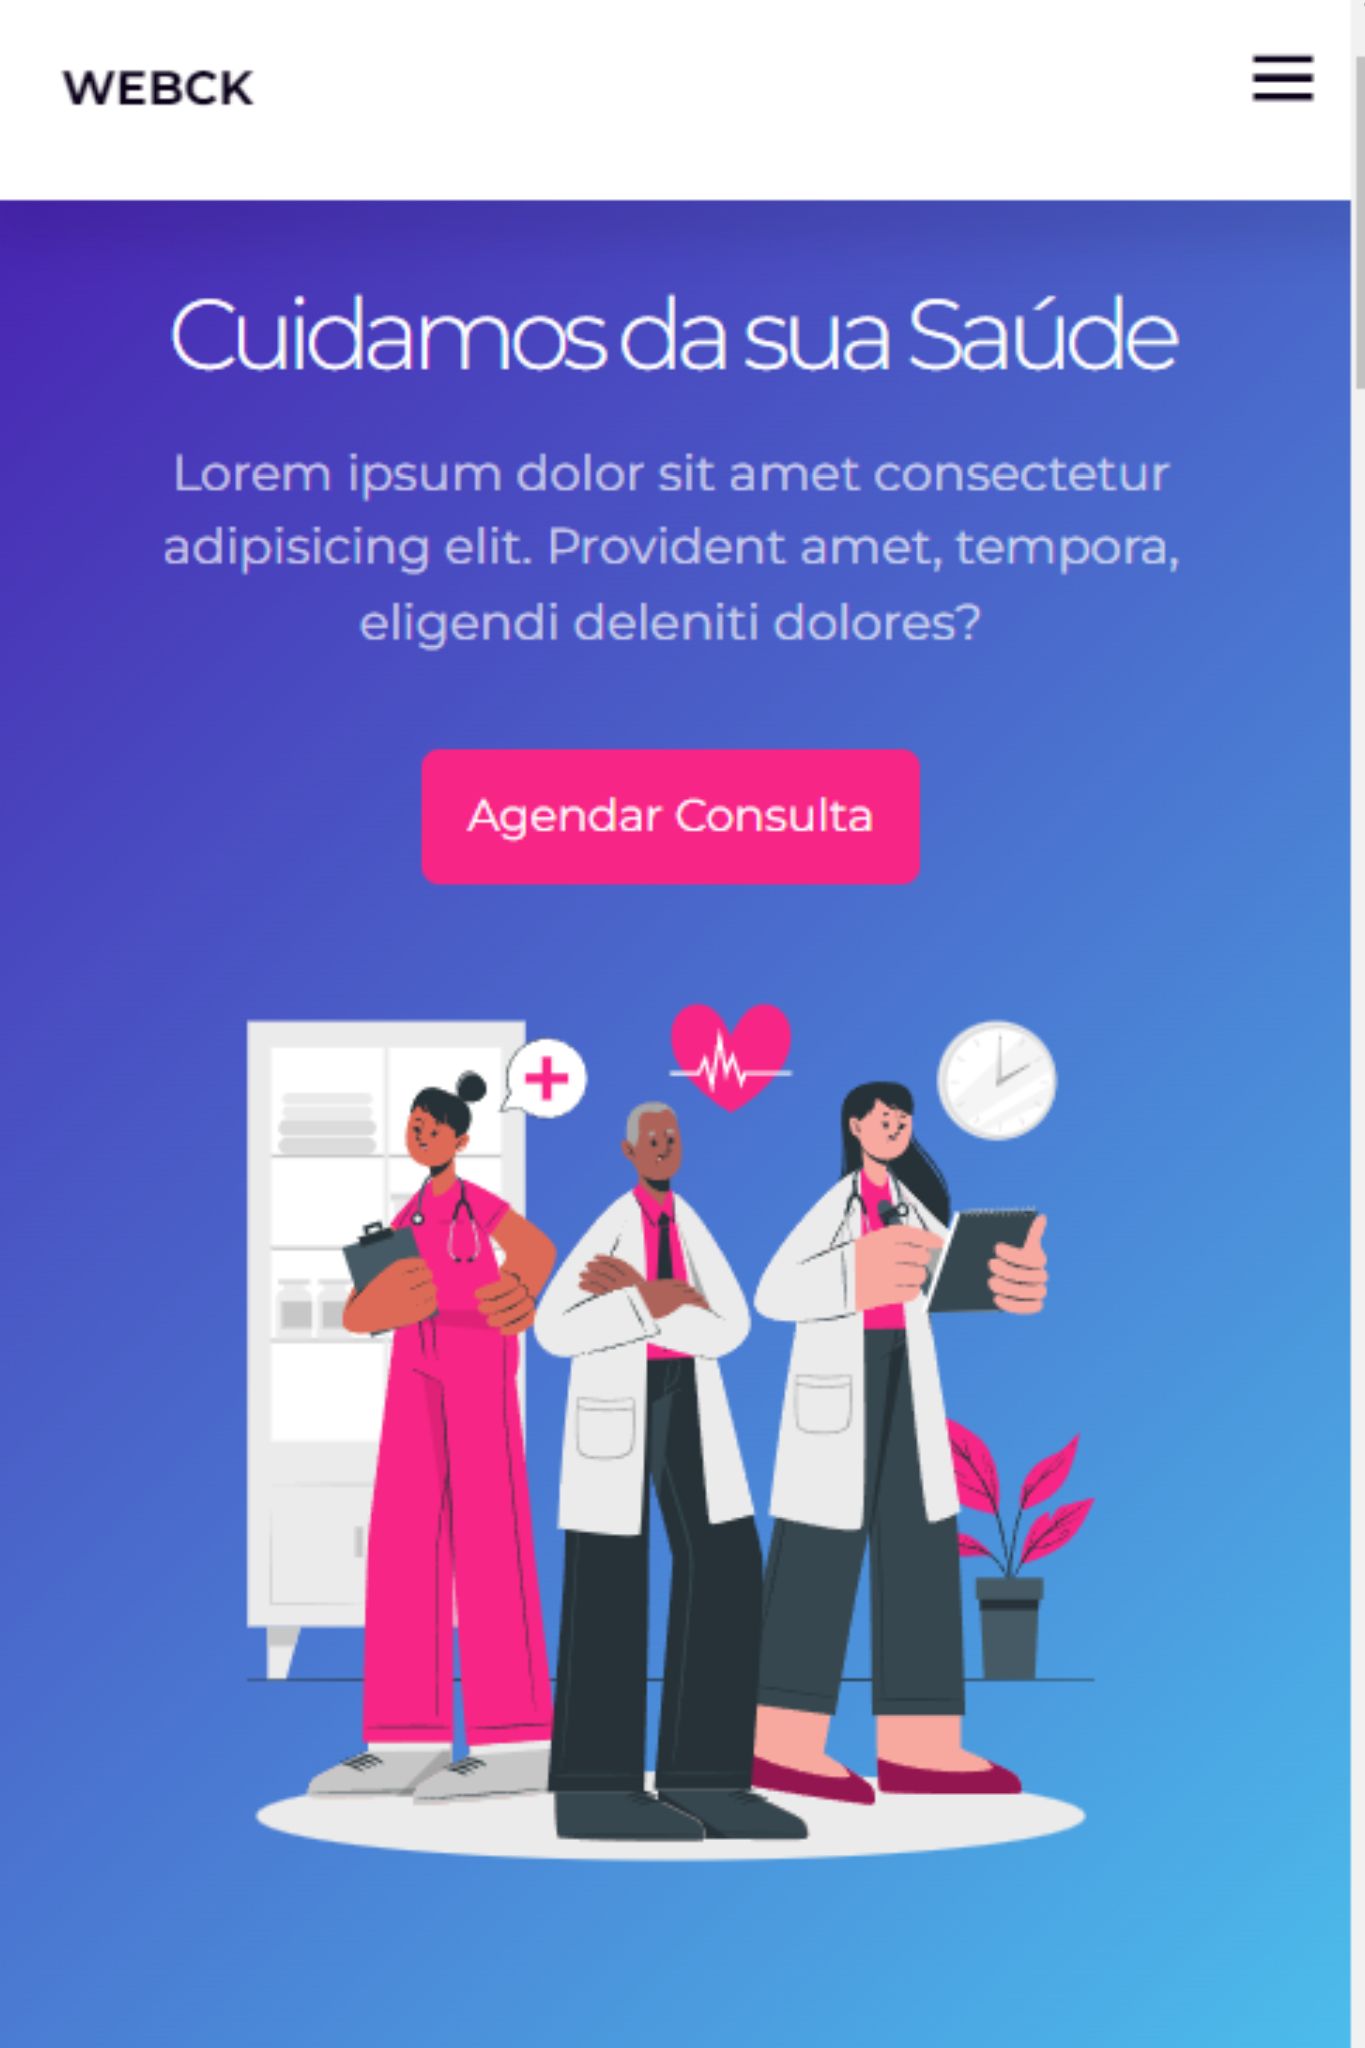 WEBCK
Cuidamos da sua Saúde
Lorem ipsum dolor sit amet consectetur
adipisicing elit. Provident amet, tempora,
eligendi deleniti dolores?
Agendar Consulta